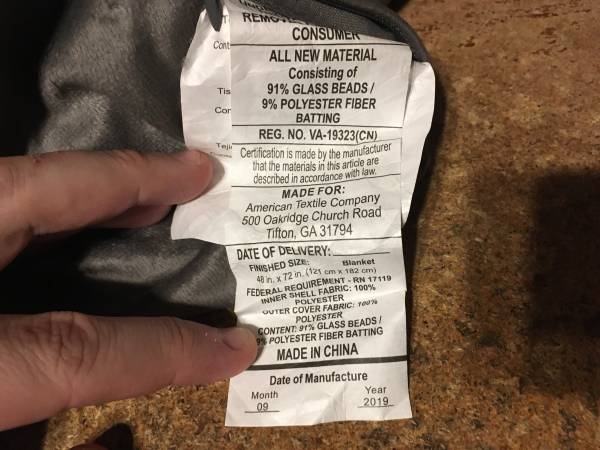 CONSUMER
ALL NEW MATERIAL
Consisting of
91% GLASS BEADS /
9% POLYESTER FIBER
BATTING
REG. NO. VA-19323(CN)
Certification is made by the manufacturer
that the materials in this article are
described in accordance with law.
MADE FOR:
American Textile Company
500 Oakridge Church Road
Tifton, GA 31794
DATE OF DELIVERY:
FINISHED SIZE: Blanket
48 in. x 72 in. (121 cm x 182 cm)
FEDERAL REQUIREMENT - RN 17119
INNER SHELL FABRIC: 100%
POLYESTER
OUTER COVER FABRIC: 100%
POLYESTER
CONTENT: 91% GLASS BEADS /
9% POLYESTER FIBER BATTING
MADE IN CHINA
Date of Manufacture
Month Year
09 2019
Cont
Tis
Con
Teji